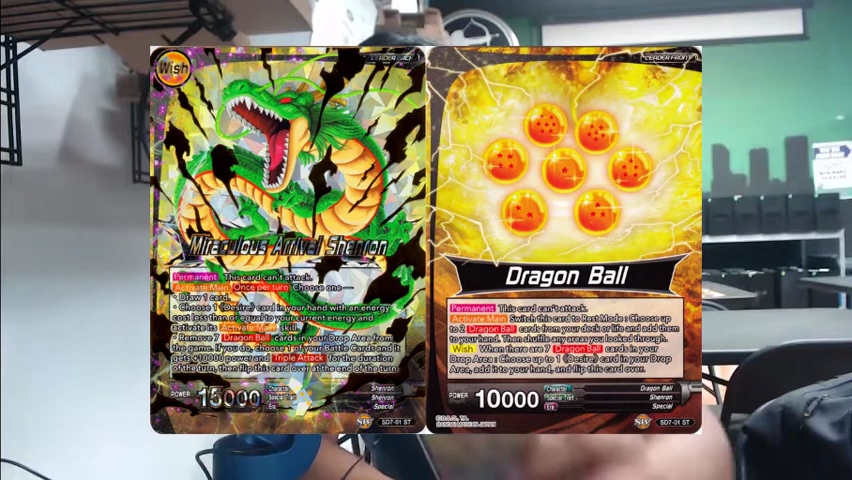 Wish
LEADER BACK
Miraculous Arrival Shenron
Permanent This card can't attack.
Activate:Main Once per turn Choose one—
・Draw 1 card.
・Choose 1 《Desire》 card in your hand with an energy
cost less than or equal to your current energy and
activate its Activate:Main skill.
・Remove 7 Dragon Ball cards in your Drop Area from
the game. If you do, choose 1 of your Battle Cards and it
gets +10000 power and Triple Attack for the duration
of the turn, then flip this card over at the end of the turn.
POWER 15000
Character Shenron
Special Trait Shenron
Era Special
SD7-01 ST
LEADER FRONT
Dragon Ball
Permanent This card can't attack.
Activate:Main Switch this card to Rest Mode : Choose up
to 2 Dragon Ball cards from your deck or life and add them
to your hand. Then shuffle any areas you looked through.
Wish When there are 7 Dragon Ball cards in your
Drop Area : Choose up to 1 《Desire》 card in your Drop
Area, add it to your hand, and flip this card over.
POWER 10000
Character Dragon Ball
Special Trait Shenron
Era Special
BANDAI MADE IN JAPAN
SD7-01 ST